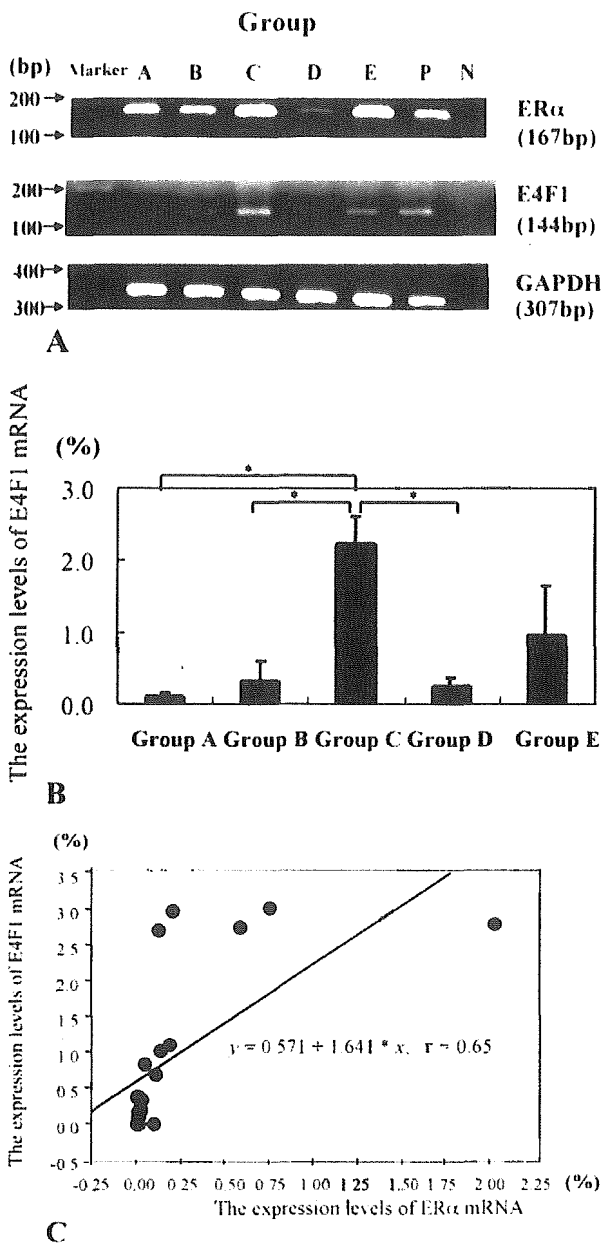 Group
(bp) Marker A B C D E P N
200 ERα
100 (167bp)
200 E4F1
100 (144bp)
400 GAPDH
300 (307bp)
A
The expression levels of E4F1 mRNA
(%)
* * *
3.0
2.0
1.0
0.0
Group A Group B Group C Group D Group E
B
(%)
The expression levels of E4F1 mRNA
3.5
3.0
2.5
2.0
1.5
1.0
0.5
0.0
-0.5
y = 0.571 + 1.641 * x, r = 0.65
-0.25 0.00 0.25 0.50 0.75 1.00 1.25 1.50 1.75 2.00 2.25 (%)
The expression levels of ERα mRNA
C